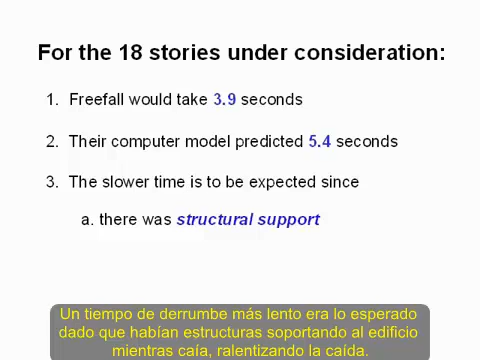 For the 18 stories under consideration:
1. Freefall would take 3.9 seconds
2. Their computer model predicted 5.4 seconds
3. The slower time is to be expected since
a. there was structural support
Un tiempo de derrumbe más lento era lo esperado
dado que habían estructuras soportando al edificio
mientras caía, ralentizando la caída.